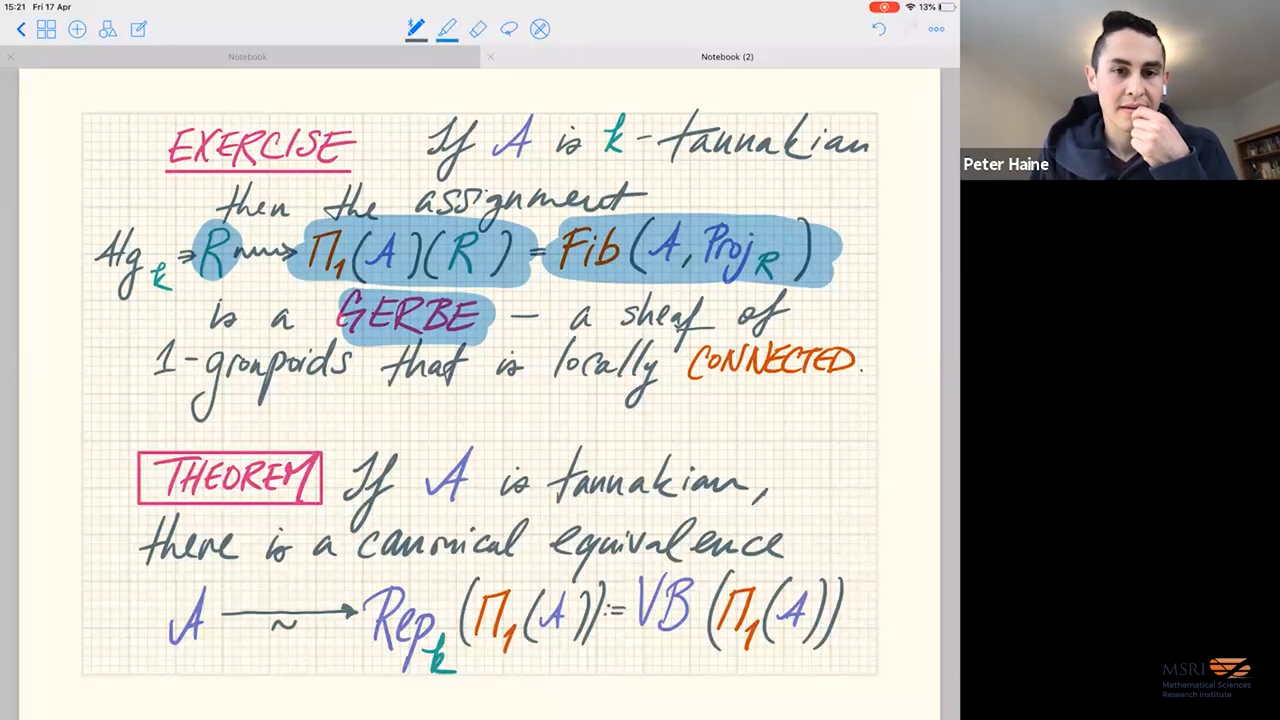 15:21 Fri 17 Apr
13%
Notebook
Notebook (2)
EXERCISE If A is k-tannakian
then the assignment
Alg_k ∋ R ⇝ Π₁(A)(R) = Fib(A, Proj_R)
is a GERBE — a sheaf of
1-groupoids that is locally CONNECTED.
THEOREM If A is tannakian,
there is a canonical equivalence
A ⟶ Rep_k(Π₁(A)) := VB(Π₁(A))
~
Peter Haine
MSRI
Mathematical Sciences
Research Institute